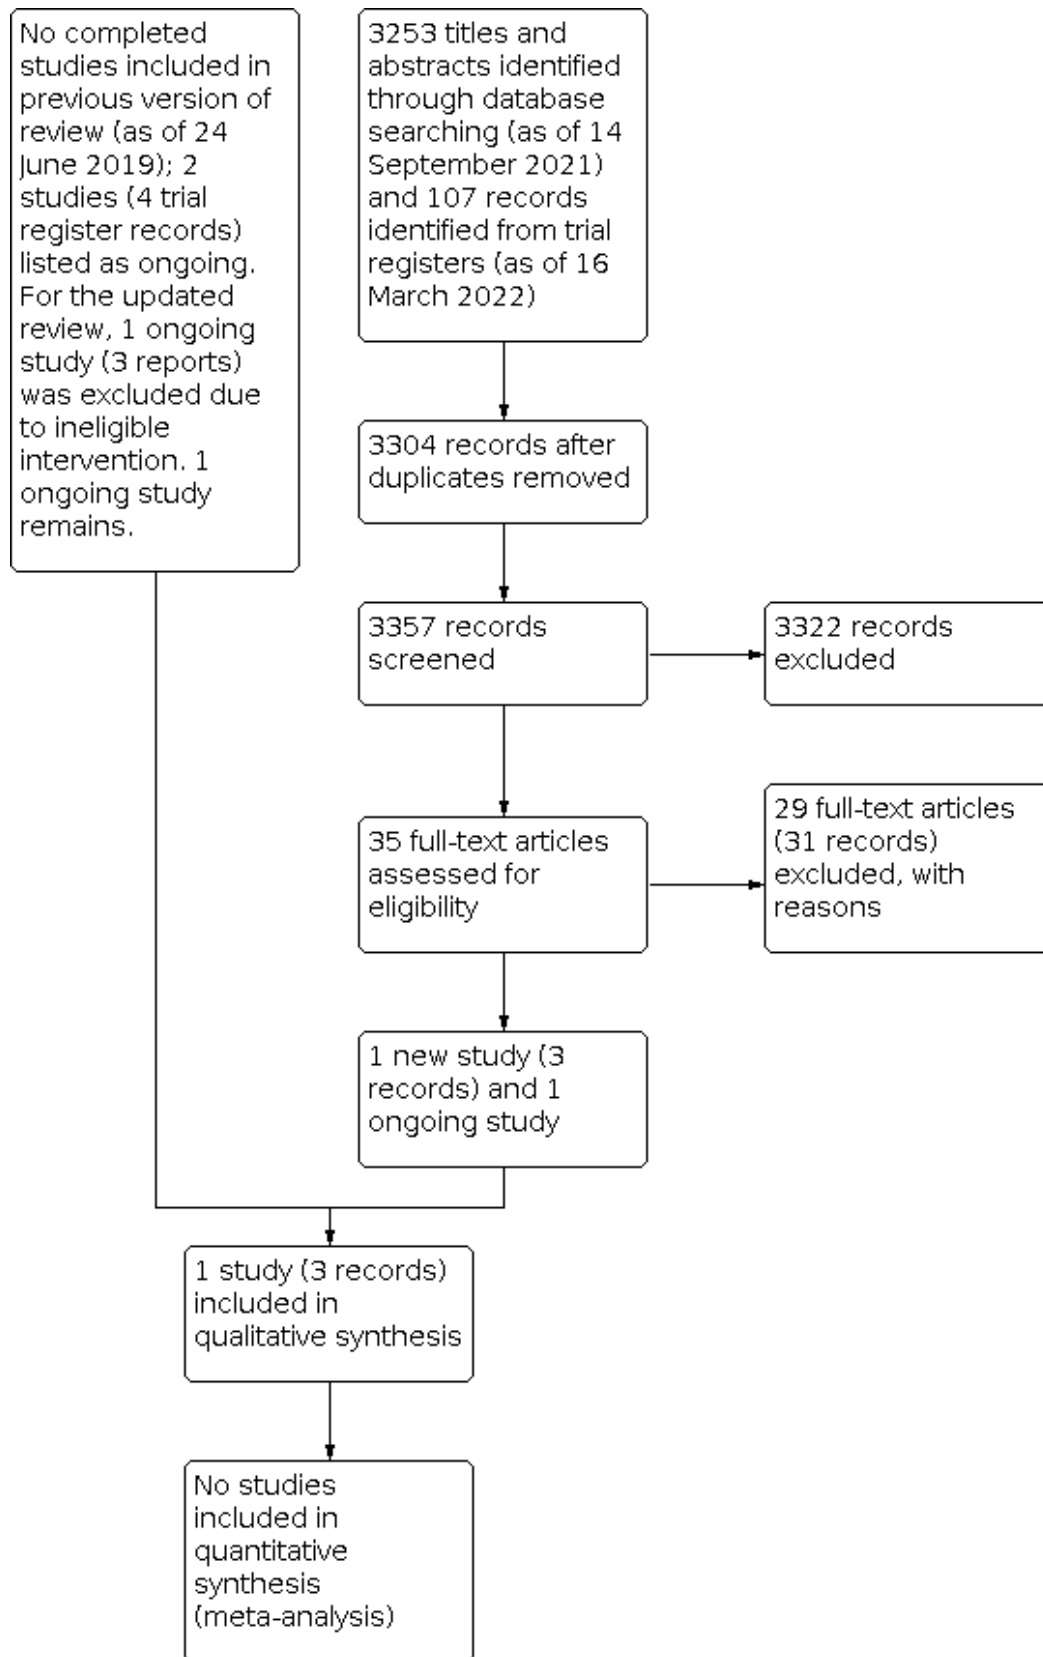 No completed
studies included in
previous version of
review (as of 24
June 2019); 2
studies (4 trial
register records)
listed as ongoing.
For the updated
review, 1 ongoing
study (3 reports)
was excluded due
to ineligible
intervention. 1
ongoing study
remains.
3253 titles and
abstracts identified
through database
searching (as of 14
September 2021)
and 107 records
identified from trial
registers (as of 16
March 2022)
3304 records after
duplicates removed
3357 records
screened
3322 records
excluded
35 full-text articles
assessed for
eligibility
29 full-text articles
(31 records)
excluded, with
reasons
1 new study (3
records) and 1
ongoing study
1 study (3 records)
included in
qualitative synthesis
No studies
included in
quantitative
synthesis
(meta-analysis)